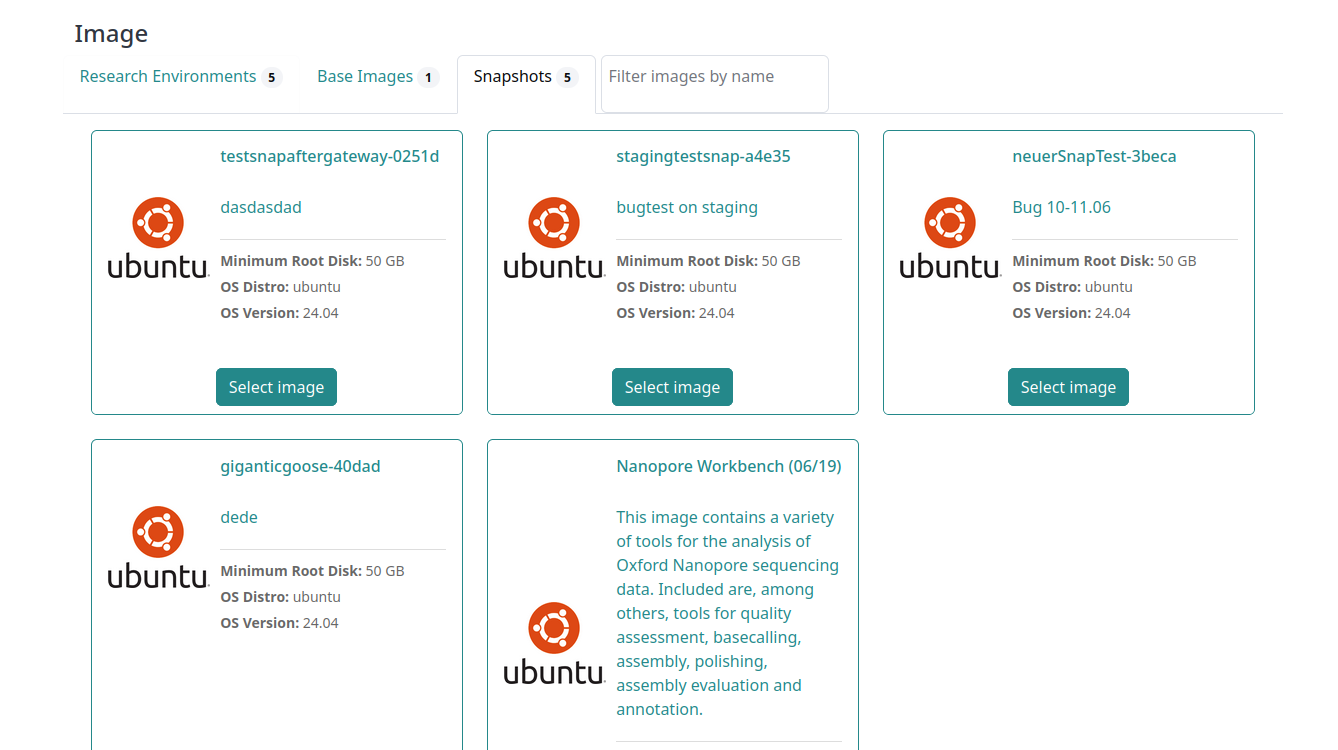 Image
Research Environments 5
Base Images 1
Snapshots 5
Filter images by name
testsnapaftergateway-0251d
dasdasdad
ubuntu
Minimum Root Disk: 50 GB
OS Distro: ubuntu
OS Version: 24.04
Select image
stagingtestsnap-a4e35
bugtest on staging
ubuntu
Minimum Root Disk: 50 GB
OS Distro: ubuntu
OS Version: 24.04
Select image
neuerSnapTest-3beca
Bug 10-11.06
ubuntu
Minimum Root Disk: 50 GB
OS Distro: ubuntu
OS Version: 24.04
Select image
giganticgoose-40dad
dede
ubuntu
Minimum Root Disk: 50 GB
OS Distro: ubuntu
OS Version: 24.04
Nanopore Workbench (06/19)
This image contains a variety
of tools for the analysis of
Oxford Nanopore sequencing
data. Included are, among
others, tools for quality
assessment, basecalling,
assembly, polishing,
assembly evaluation and
annotation.
ubuntu